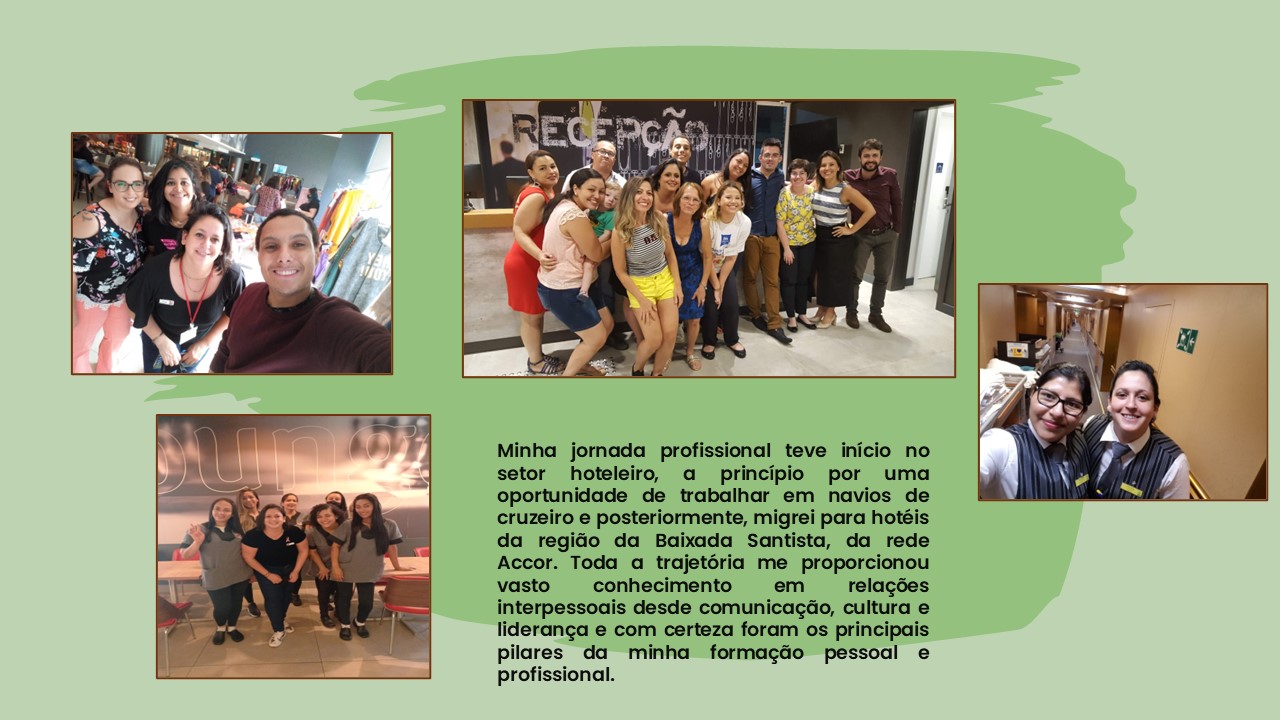 RECEPÇÃO
oung
Minha jornada profissional teve início no
setor hoteleiro, a princípio por uma
oportunidade de trabalhar em navios de
cruzeiro e posteriormente, migrei para hotéis
da região da Baixada Santista, da rede
Accor. Toda a trajetória me proporcionou
vasto conhecimento em relações
interpessoais desde comunicação, cultura e
liderança e com certeza foram os principais
pilares da minha formação pessoal e
profissional.